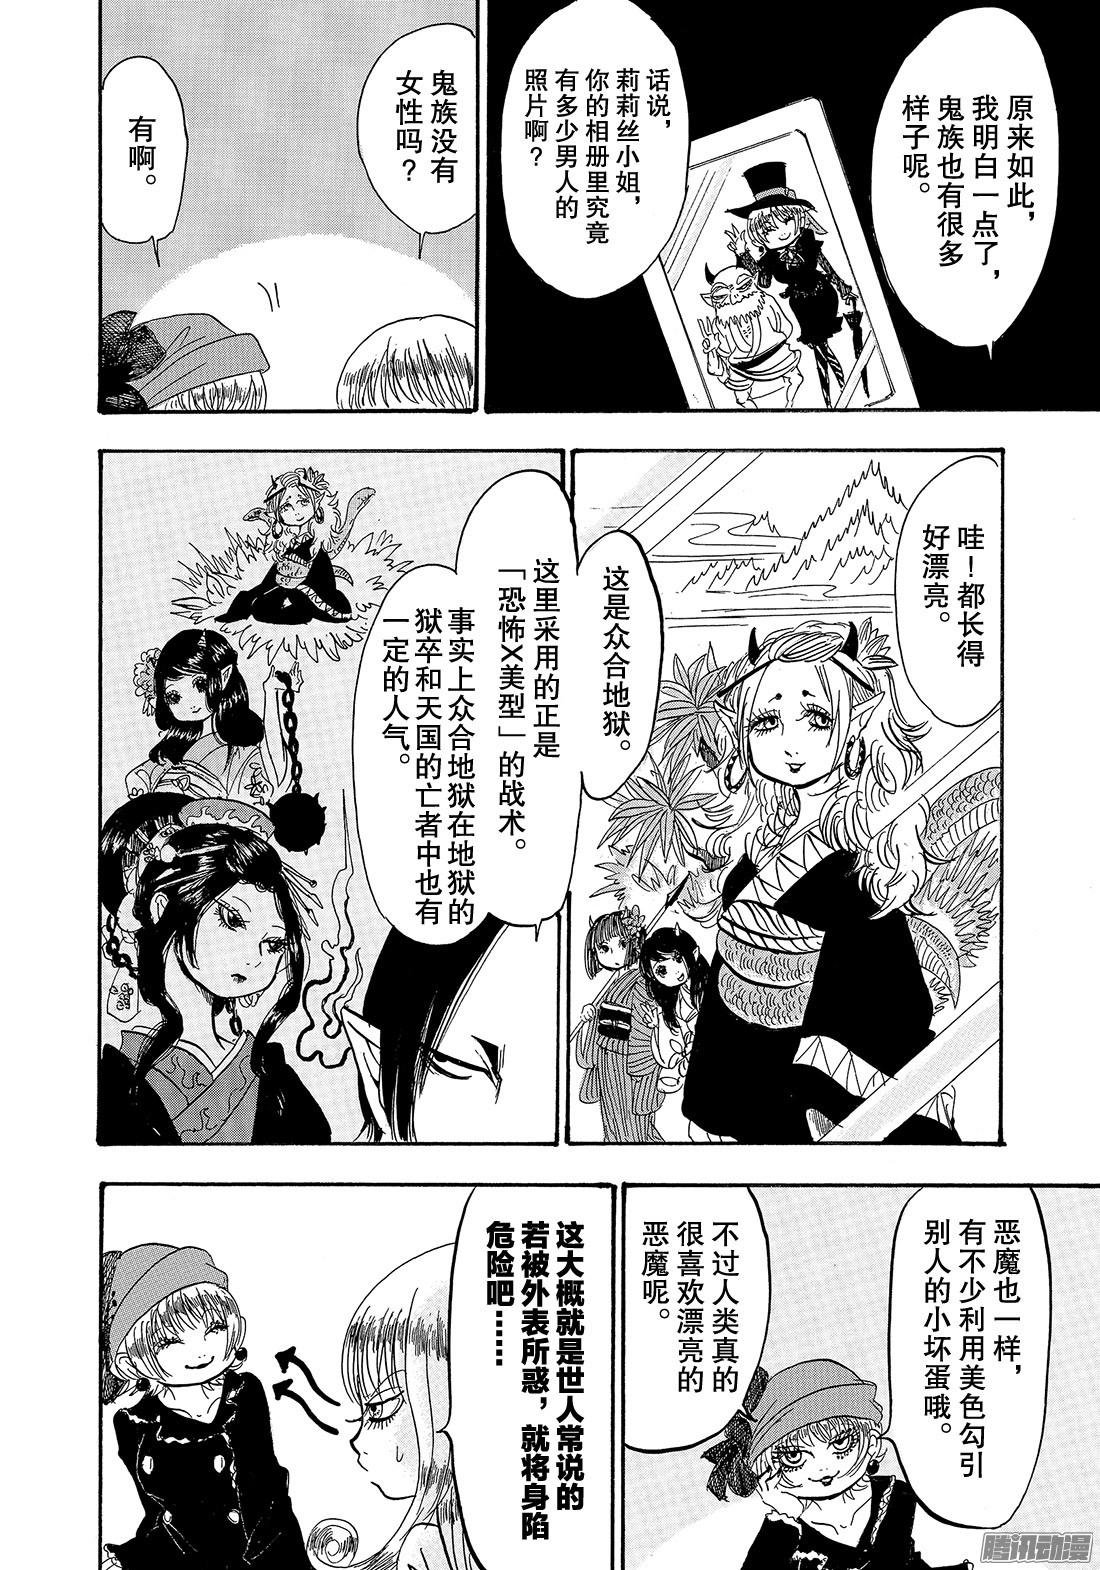 原来如此，
我明白一点了，
鬼族也有很多
样子呢。
话说，
莉莉丝小姐，
你的相册里究竟
有多少男人的
照片啊？
鬼族没有
女性吗？
有啊。
哇！都长得
好漂亮。
这是众合地狱。
这里采用的正是
「恐怖X美型」的战术。
事实上众合地狱在地狱的
狱卒和天国的亡者中也有
一定的人气。
恶魔也一样，
有不少利用美色勾引
别人的小坏蛋哦。
不过人类真的
很喜欢漂亮的
恶魔呢。
这大概就是世人常说的
若被外表所惑，就将身陷
危险吧……
腾讯动漫